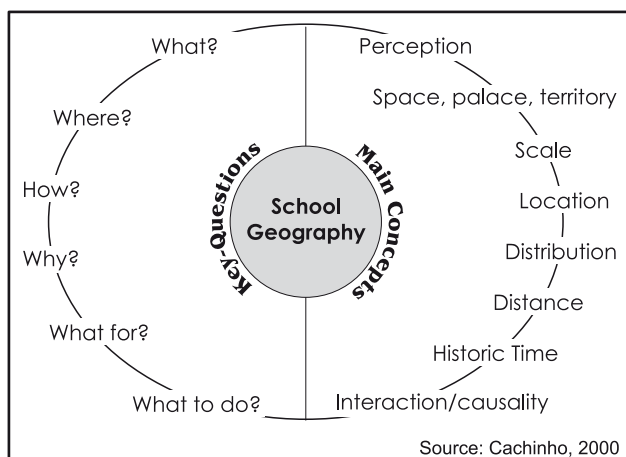 What?
Where?
How?
Why?
What for?
What to do?
Key-Questions
School
Geography
Main Concepts
Perception
Space, palace, territory
Scale
Location
Distribution
Distance
Historic Time
Interaction/causality
Source: Cachinho, 2000